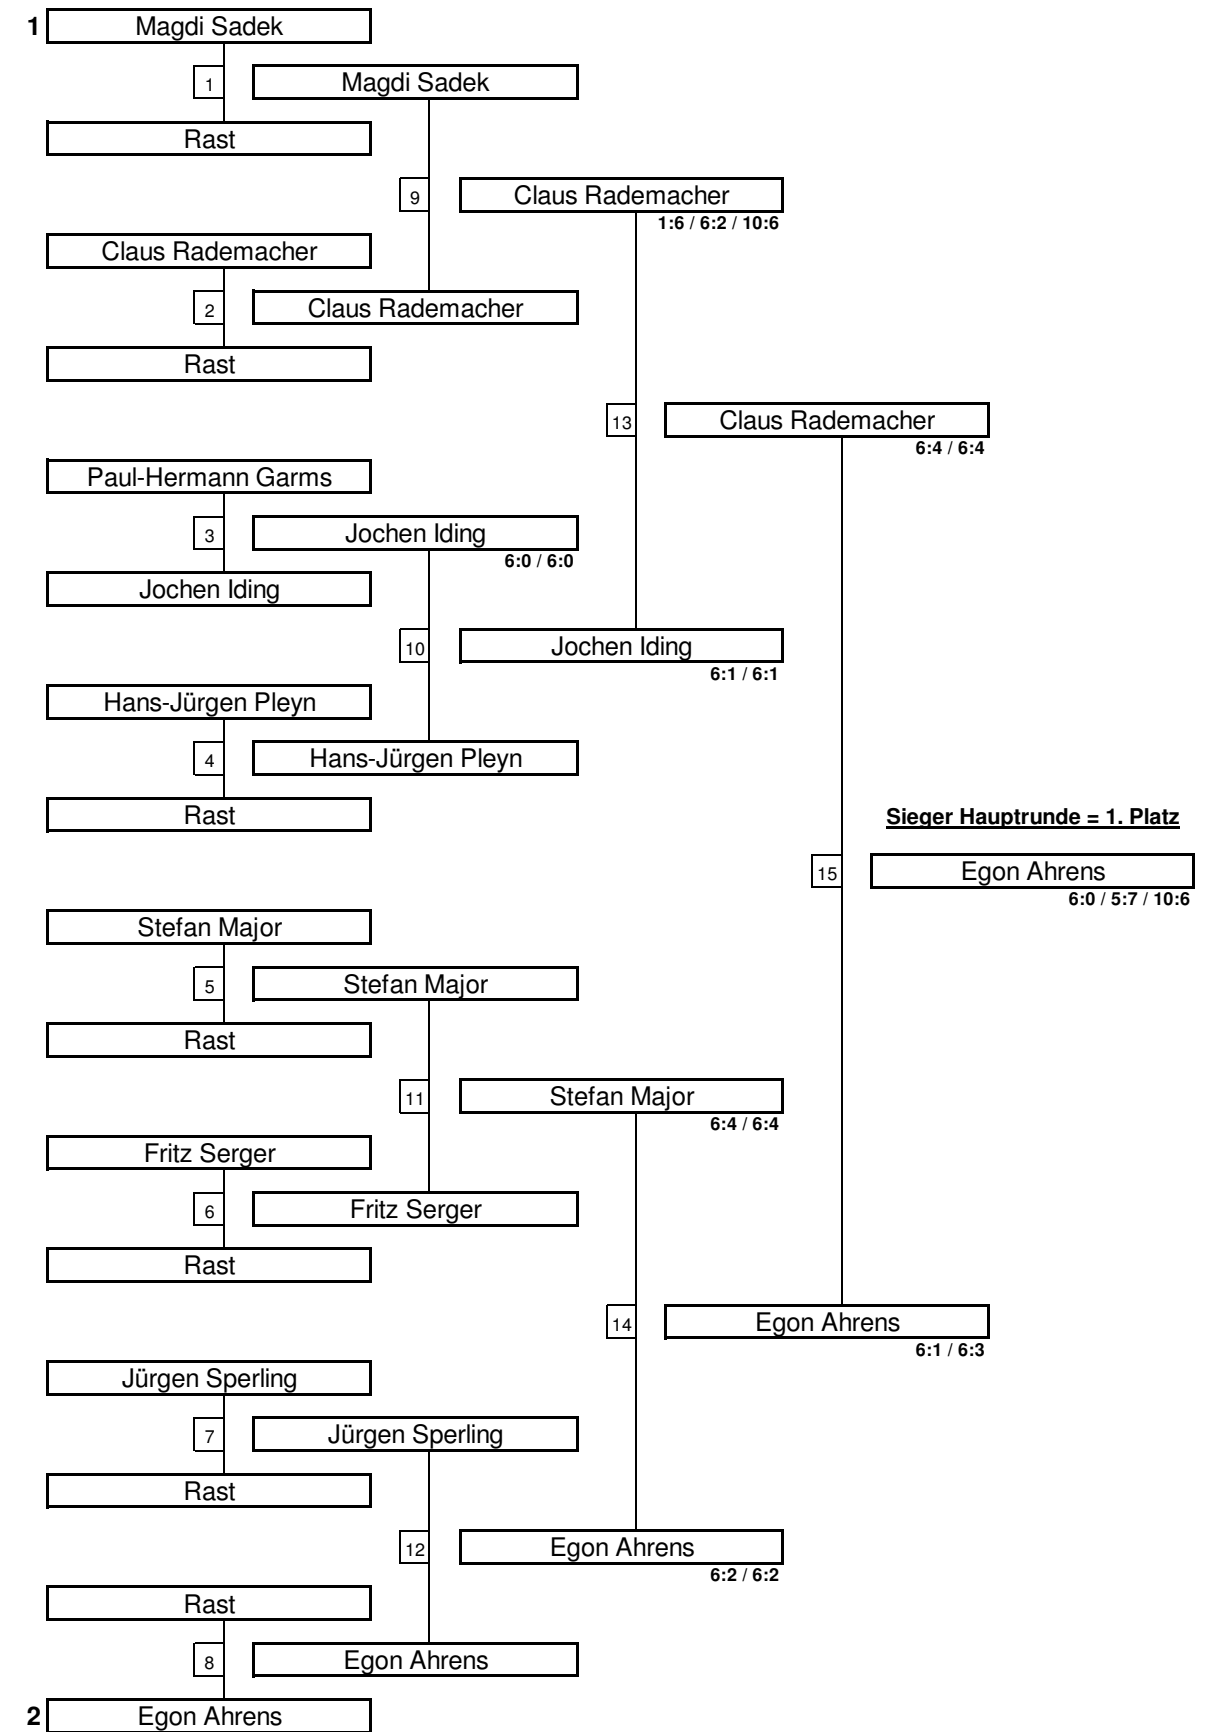 1 Magdi Sadek
1 Magdi Sadek
Rast
9 Claus Rademacher
1:6 / 6:2 / 10:6
Claus Rademacher
2 Claus Rademacher
Rast
13 Claus Rademacher
6:4 / 6:4
Paul-Hermann Garms
3 Jochen Iding
6:0 / 6:0
Jochen Iding
10 Jochen Iding
6:1 / 6:1
Hans-Jürgen Pleyn
4 Hans-Jürgen Pleyn
Rast
Sieger Hauptrunde = 1. Platz
15 Egon Ahrens
6:0 / 5:7 / 10:6
Stefan Major
5 Stefan Major
Rast
11 Stefan Major
6:4 / 6:4
Fritz Serger
6 Fritz Serger
Rast
14 Egon Ahrens
6:1 / 6:3
Jürgen Sperling
7 Jürgen Sperling
Rast
12 Egon Ahrens
6:2 / 6:2
Rast
8 Egon Ahrens
2 Egon Ahrens